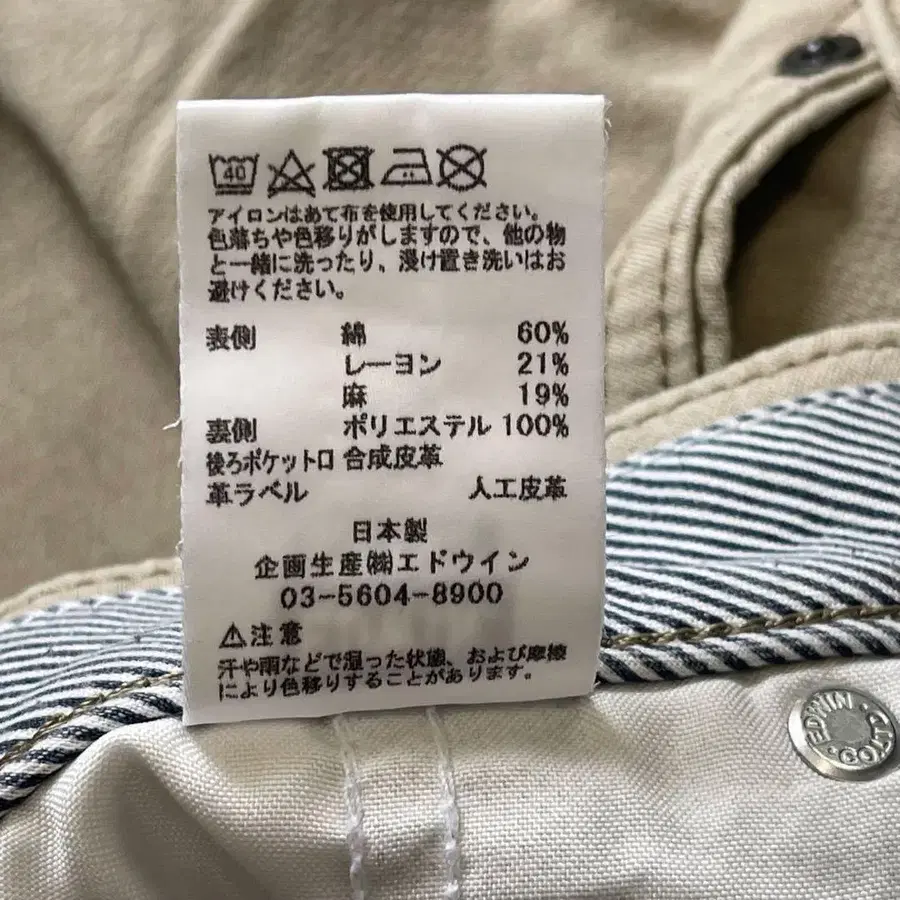 40
アイロンはあて布を使用してください。
色落ちや色移りがしますので、他の物
と一緒に洗ったり、浸け置き洗いはお
避けください。
表側 綿 60%
レーヨン 21%
麻 19%
裏側 ポリエステル 100%
後ろポケット口 合成皮革
革ラベル 人工皮革
日本製
企画生産㈱エドウイン
03-5604-8900
⚠注意
汗や雨などで湿った状態、および摩擦
により色移りすることがあります。
EDWIN